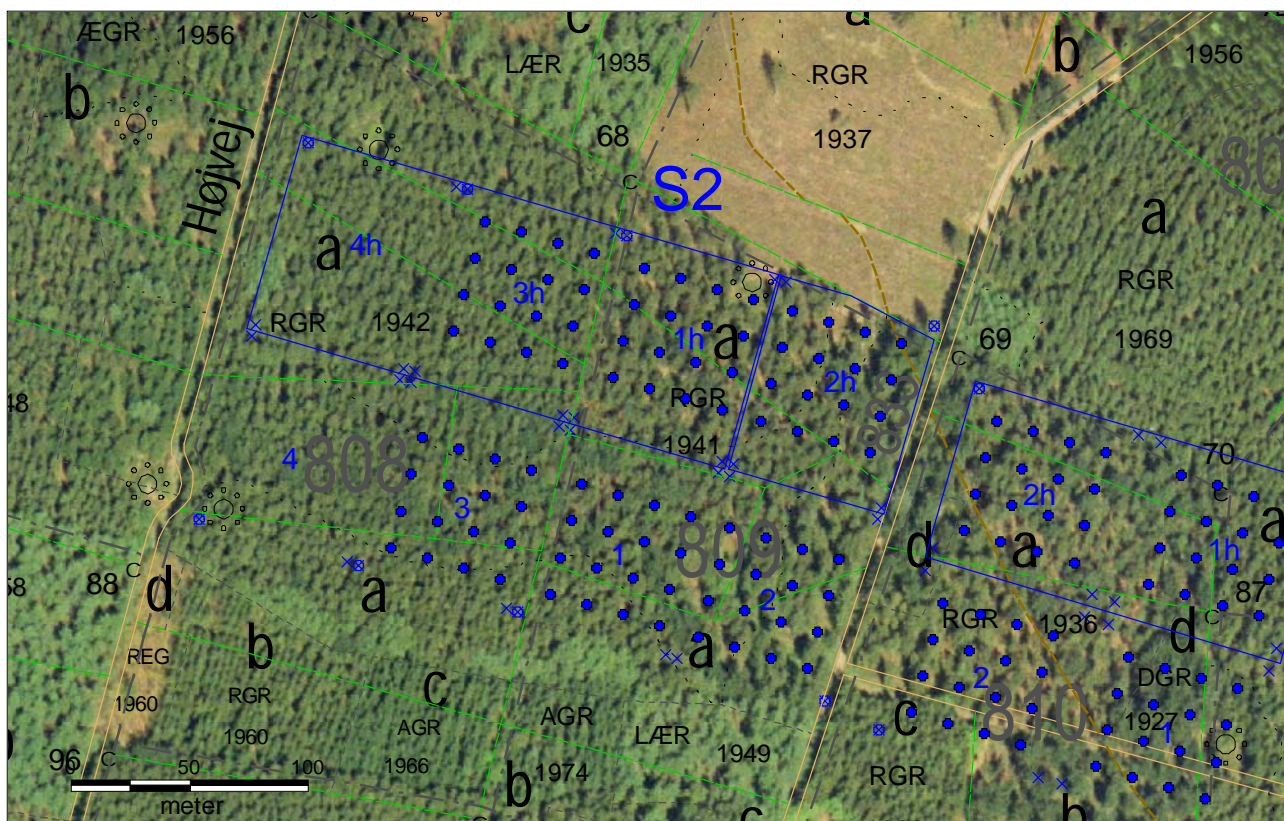 ÆGR 1956
c
a
b
1956
LÆR 1935
RGR
1937
b
Højvej
68
C
S2
80
a
RGR
1969
a 4h
3h
1h
a
RGR 1942
RGR
1941
2h
69
C
48
4
808
3
1
809
2
70
C
2h
a
1h
a
87
C
d
58
88
C
d
a
b
a
c
REG
1960
RGR
1960
AGR
1966
AGR
1974
LÆR
1949
RGR
1936
d
DGR
1927
1
2
810
c
RGR
96
C
b
c
b
0 50 100
meter